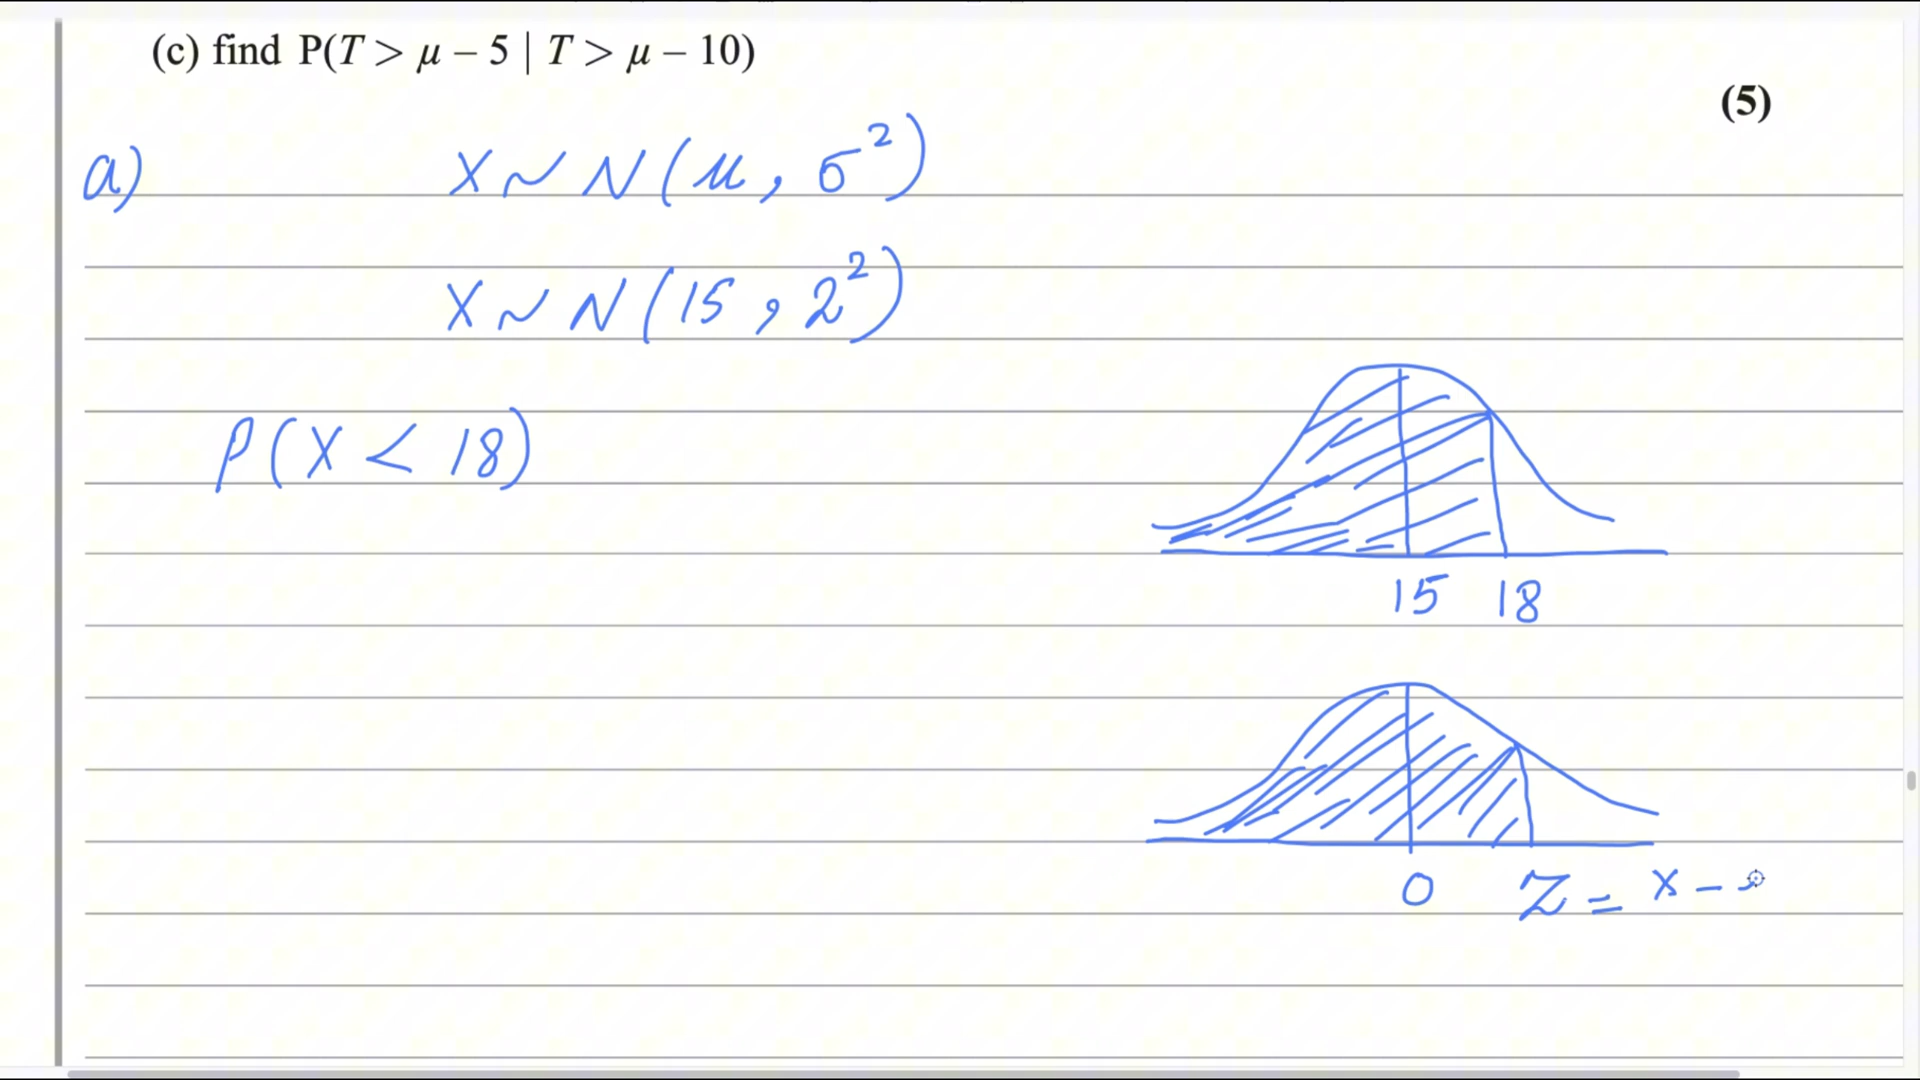 (c) find P(T > μ – 5 | T > μ – 10)
(5)
a) X ~ N(μ, σ²)
X ~ N(15, 2²)
P(X < 18)
15 18
0 Z = x –